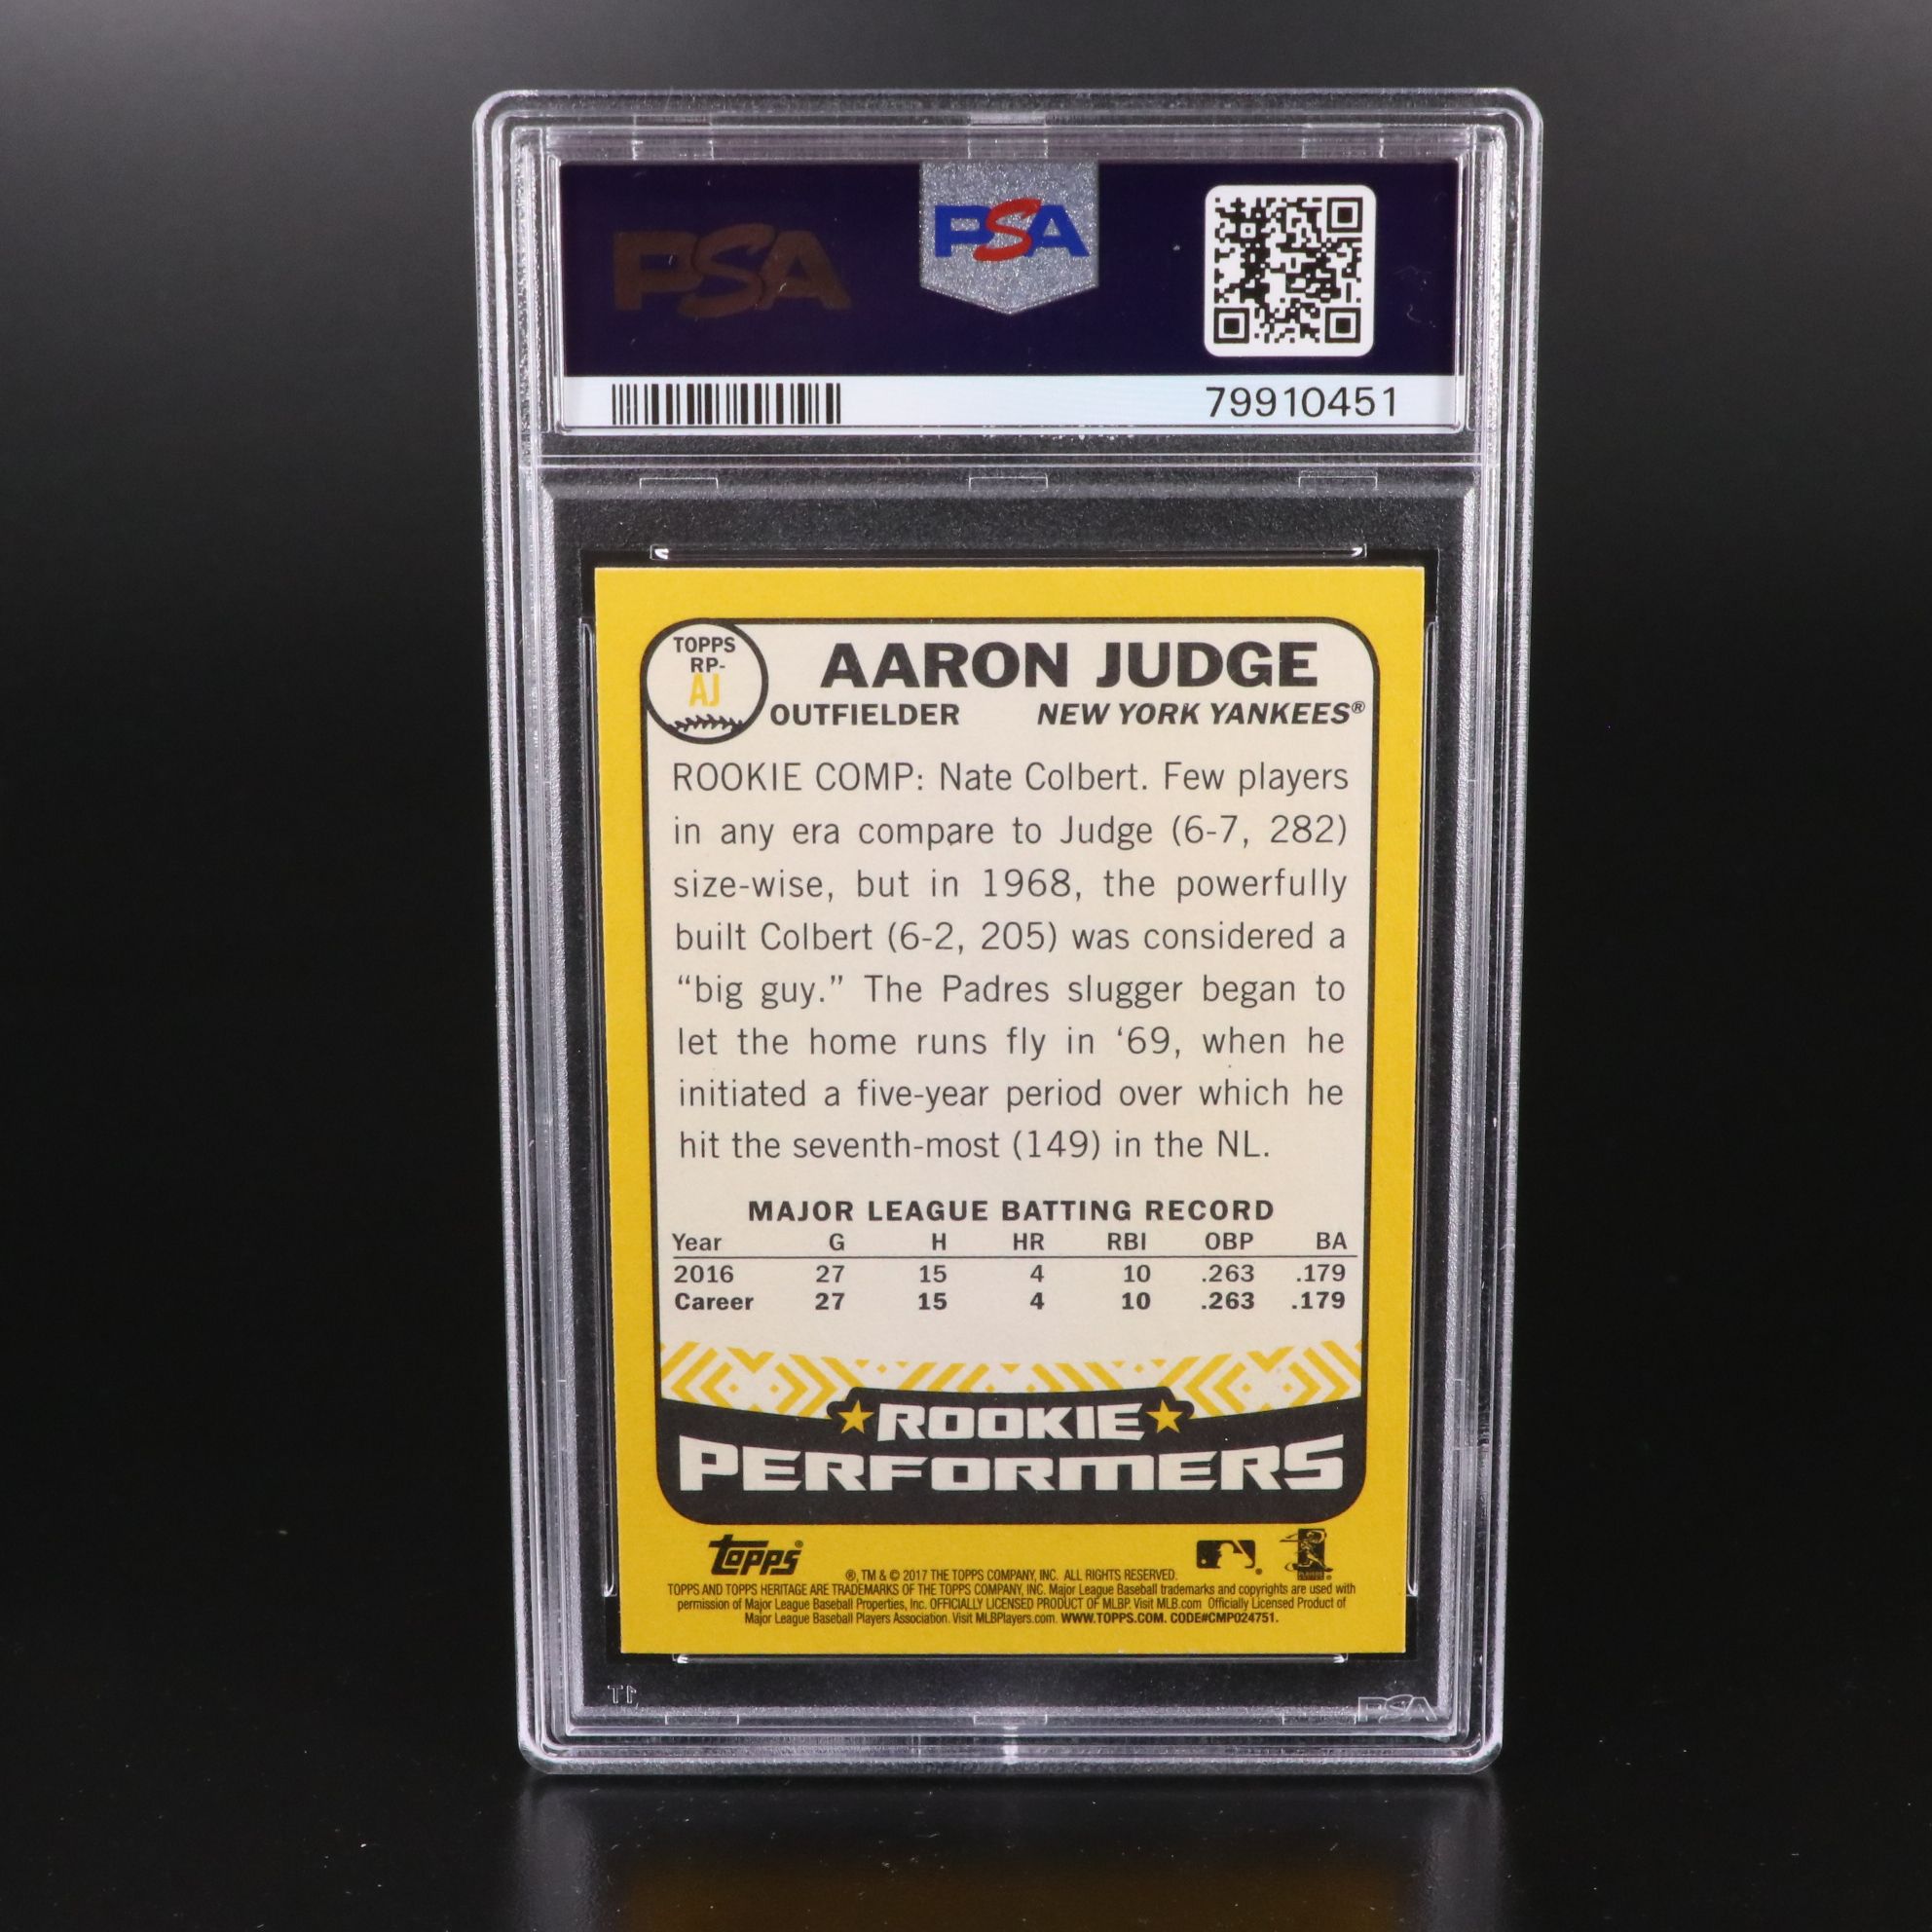 PSA
PSA
79910451
TOPPS
RP-
AJ
AARON JUDGE
OUTFIELDER NEW YORK YANKEES®
ROOKIE COMP: Nate Colbert. Few players
in any era compare to Judge (6-7, 282)
size-wise, but in 1968, the powerfully
built Colbert (6-2, 205) was considered a
“big guy.” The Padres slugger began to
let the home runs fly in ‘69, when he
initiated a five-year period over which he
hit the seventh-most (149) in the NL.
MAJOR LEAGUE BATTING RECORD
Year G H HR RBI OBP BA
2016 27 15 4 10 .263 .179
Career 27 15 4 10 .263 .179
ROOKIE
PERFORMERS
topps®
®, TM & © 2017 THE TOPPS COMPANY, INC. ALL RIGHTS RESERVED.
TOPPS AND TOPPS HERITAGE ARE TRADEMARKS OF THE TOPPS COMPANY, INC. Major League Baseball trademarks and copyrights are used with
permission of Major League Baseball Properties, Inc. OFFICIALLY LICENSED PRODUCT OF MLBP. Visit MLB.com Officially Licensed Product of
Major League Baseball Players Association. Visit MLBPlayers.com. WWW.TOPPS.COM. CODE#CMP024751.
PSA